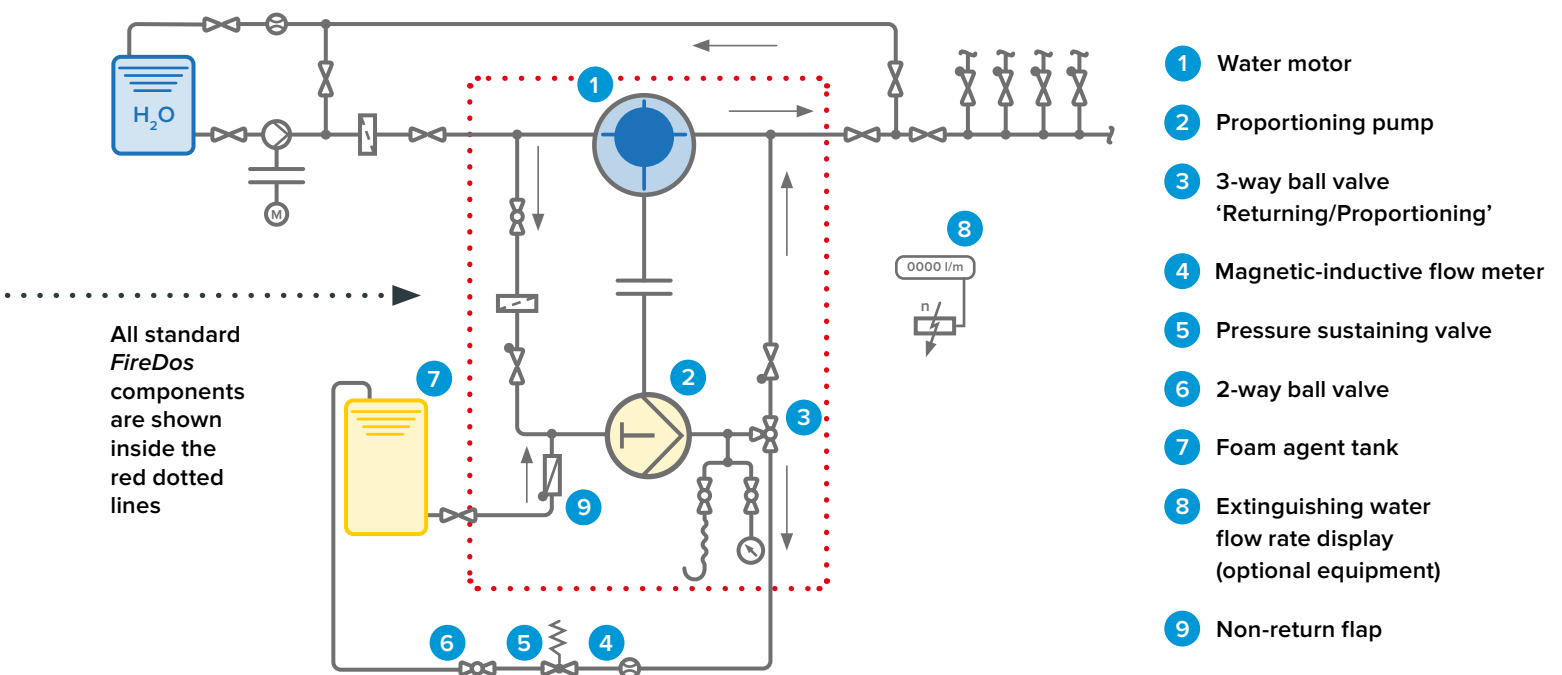 H2O
M
1
2
3
4
5
6
7
8
9
0000 l/m
n
All standard
FireDos
components
are shown
inside the
red dotted
lines
1 Water motor
2 Proportioning pump
3 3-way ball valve
‘Returning/Proportioning’
4 Magnetic-inductive flow meter
5 Pressure sustaining valve
6 2-way ball valve
7 Foam agent tank
8 Extinguishing water
flow rate display
(optional equipment)
9 Non-return flap